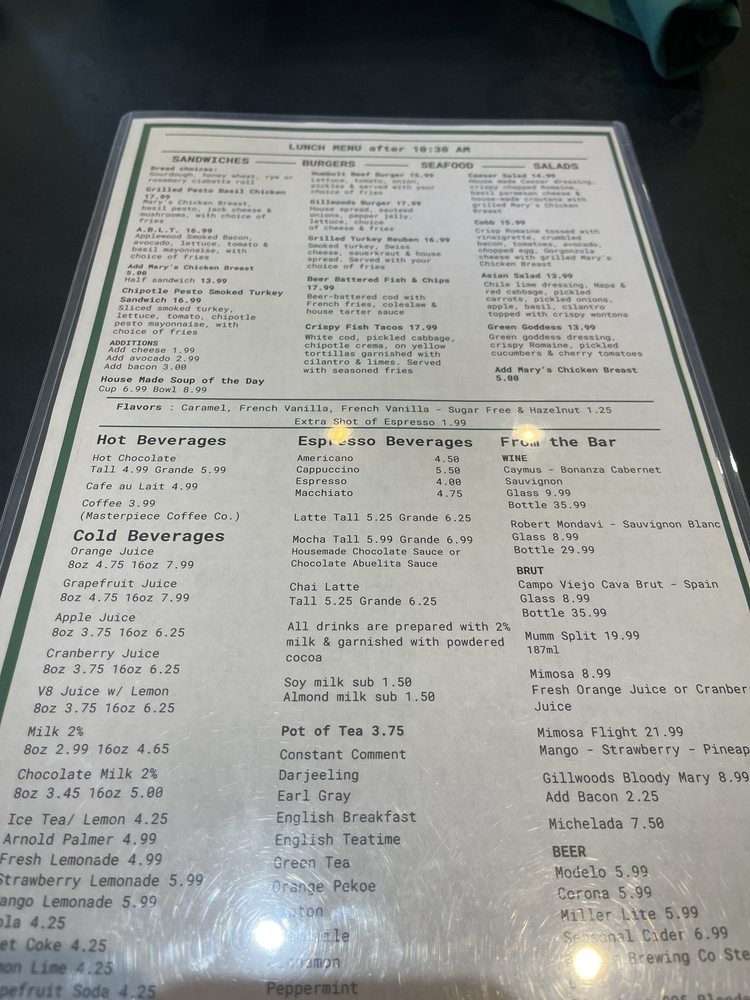 LUNCH MENU after 10:30 AM
SANDWICHES
Bread choices:
Sourdough, honey wheat, rye or
rosemary ciabatta roll
Grilled Pesto Basil Chicken
17.99
Mary's Chicken Breast,
basil pesto, jack cheese &
mushrooms, with choice of
fries
A.B.L.T. 16.99
Applewood Smoked Bacon,
avocado, lettuce, tomato &
basil mayonnaise, with
choice of fries
Add Mary's Chicken Breast
5.00
Half sandwich 13.99
Chipotle Pesto Smoked Turkey
Sandwich 16.99
Sliced smoked turkey,
lettuce, tomato, chipotle
pesto mayonnaise, with
choice of fries
ADDITIONS
Add cheese 1.99
Add avocado 2.99
Add bacon 3.00
House Made Soup of the Day
Cup 6.99 Bowl 8.99
BURGERS
Humbolt Beef Burger 16.99
Lettuce, tomato, onion,
pickles & served with your
choice of fries
Gillwoods Burger 17.99
House spread, sauteed
onions, pepper jelly,
lettuce, choice
of cheese & fries
Grilled Turkey Reuben 16.99
Smoked turkey, Swiss
cheese, sauerkraut & house
spread. Served with your
choice of fries
SEAFOOD
Beer Battered Fish & Chips
17.99
Beer-battered cod with
French fries, coleslaw &
house tarter sauce
Crispy Fish Tacos 17.99
White cod, pickled cabbage,
chipotle crema, on yellow
tortillas garnished with
cilantro & limes. Served
with seasoned fries
SALADS
Caesar Salad 14.99
House made Caesar dressing,
crispy chopped Romaine,
basil parmesan cheese &
house-made croutons with
grilled Mary's Chicken
Breast
Cobb 15.99
Crisp Romaine tossed with
vinaigrette, crumbled
bacon, tomatoes, avocado,
chopped egg, Gorgonzola
cheese with grilled Mary's
Chicken Breast
Asian Salad 13.99
Chile lime dressing, Napa &
red cabbage, pickled
carrots, pickled onions,
apple, basil, cilantro
topped with crispy wontons
Green Goddess 13.99
Green goddess dressing,
crispy Romaine, pickled
cucumbers & cherry tomatoes
Add Mary's Chicken Breast
5.00
Flavors : Caramel, French Vanilla, French Vanilla - Sugar Free & Hazelnut 1.25
Extra Shot of Espresso 1.99
Hot Beverages
Hot Chocolate
Tall 4.99 Grande 5.99
Cafe au Lait 4.99
Coffee 3.99
(Masterpiece Coffee Co.)
Cold Beverages
Orange Juice
8oz 4.75 16oz 7.99
Grapefruit Juice
8oz 4.75 16oz 7.99
Apple Juice
8oz 3.75 16oz 6.25
Cranberry Juice
8oz 3.75 16oz 6.25
V8 Juice w/ Lemon
8oz 3.75 16oz 6.25
Milk 2%
8oz 2.99 16oz 4.65
Chocolate Milk 2%
8oz 3.45 16oz 5.00
Ice Tea/ Lemon 4.25
Arnold Palmer 4.99
Fresh Lemonade 4.99
Strawberry Lemonade 5.99
ango Lemonade 5.99
ola 4.25
et Coke 4.25
mon Lime 4.25
pefruit Soda 4.25
Espresso Beverages
Americano 4.50
Cappuccino 5.50
Espresso 4.00
Macchiato 4.75
Latte Tall 5.25 Grande 6.25
Mocha Tall 5.99 Grande 6.99
Housemade Chocolate Sauce or
Chocolate Abuelita Sauce
Chai Latte
Tall 5.25 Grande 6.25
All drinks are prepared with 2%
milk & garnished with powdered
cocoa
Soy milk sub 1.50
Almond milk sub 1.50
Pot of Tea 3.75
Constant Comment
Darjeeling
Earl Gray
English Breakfast
English Teatime
Green Tea
Orange Pekoe
Peppermint
From the Bar
WINE
Caymus - Bonanza Cabernet
Sauvignon
Glass 9.99
Bottle 35.99
Robert Mondavi - Sauvignon Blanc
Glass 8.99
Bottle 29.99
BRUT
Campo Viejo Cava Brut - Spain
Glass 8.99
Bottle 35.99
Mumm Split 19.99
187ml
Mimosa 8.99
Fresh Orange Juice or Cranber
Juice
Mimosa Flight 21.99
Mango - Strawberry - Pineap
Gillwoods Bloody Mary 8.99
Add Bacon 2.25
Michelada 7.50
BEER
Modelo 5.99
Corona 5.99
Miller Lite 5.99
Seasonal Cider 6.99
Brewing Co Ste